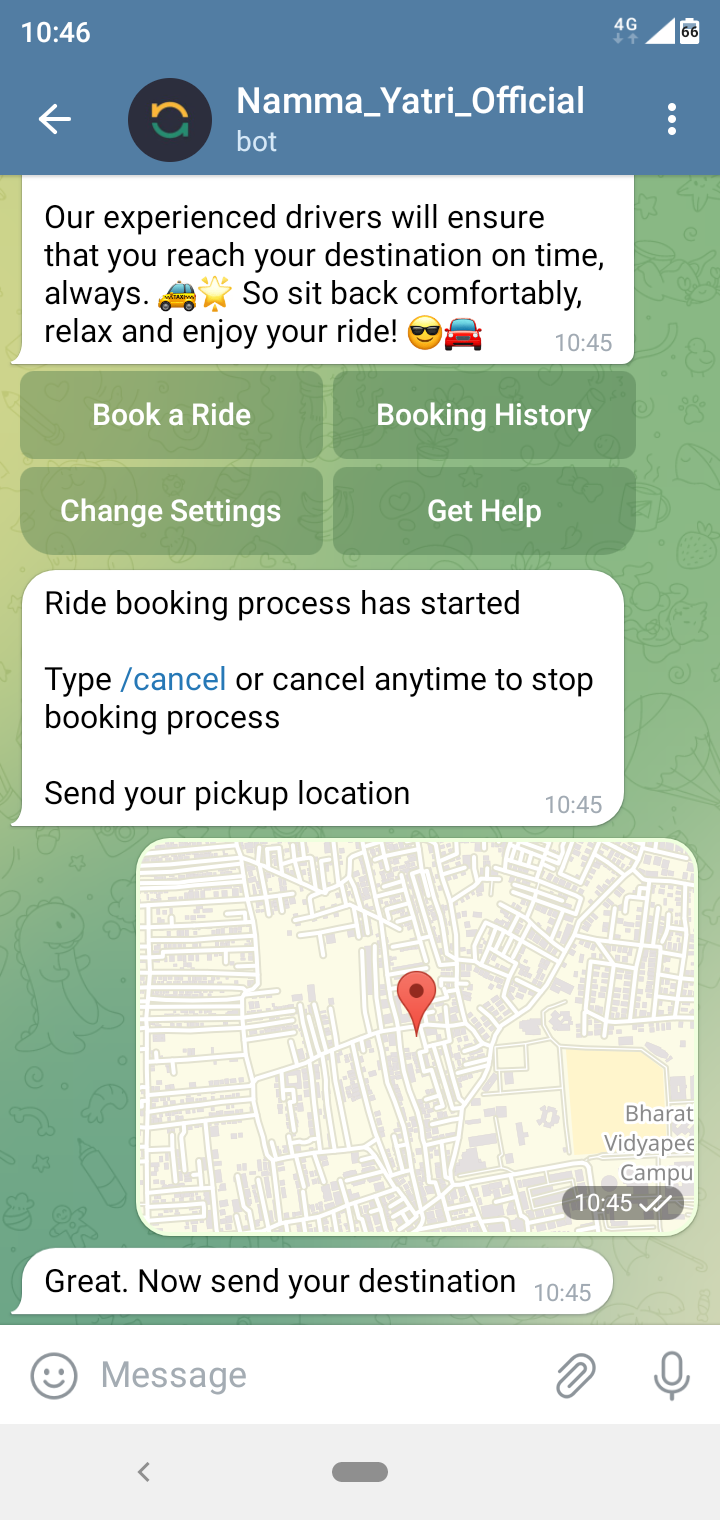 10:46
4G
66
Namma_Yatri_Official
bot
Our experienced drivers will ensure
that you reach your destination on time,
always. 🚖🌟 So sit back comfortably,
relax and enjoy your ride! 😎🚘
10:45
Book a Ride
Booking History
Change Settings
Get Help
Ride booking process has started
Type /cancel or cancel anytime to stop
booking process
Send your pickup location
10:45
Bharat
Vidyapee
Campu
10:45
Great. Now send your destination
10:45
Message